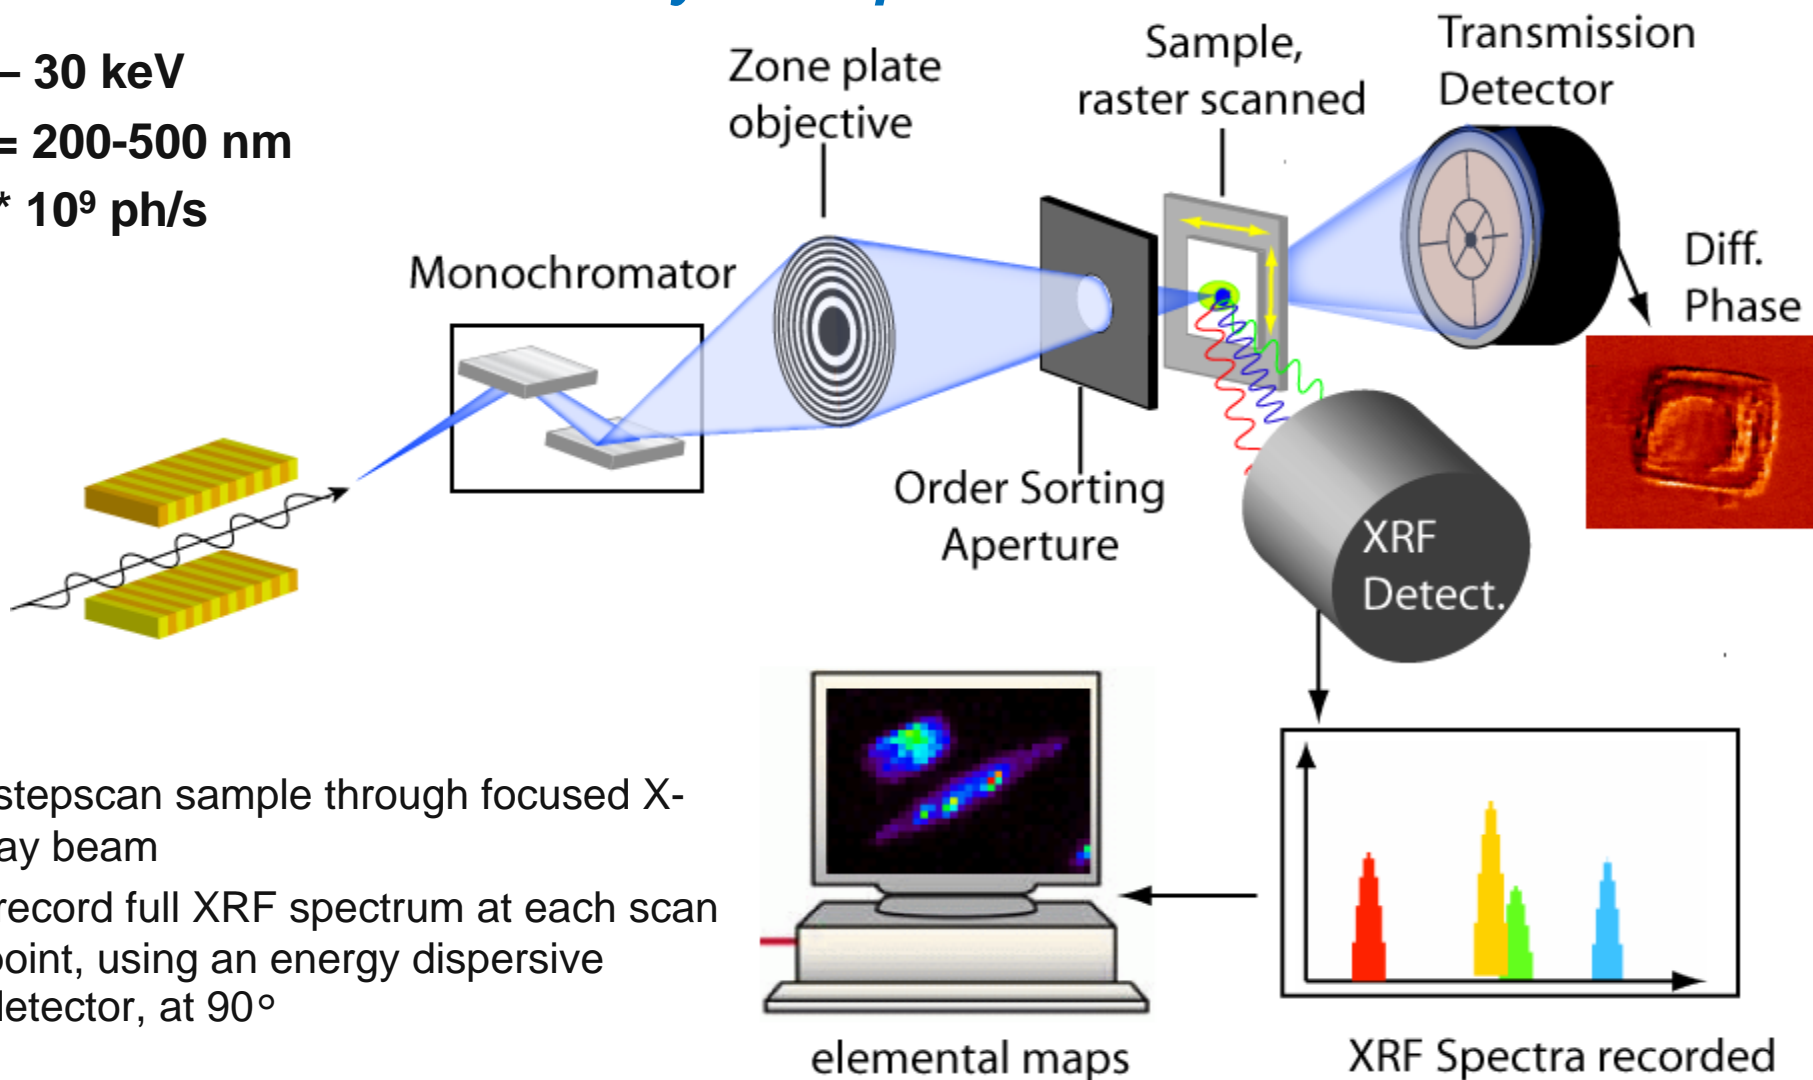 – 30 keV
= 200-500 nm
* 10⁹ ph/s
Zone plate
objective
Sample,
raster scanned
Transmission
Detector
Monochromator
Diff.
Phase
Order Sorting
Aperture
XRF
Detect.
stepscan sample through focused X-
ay beam
record full XRF spectrum at each scan
point, using an energy dispersive
detector, at 90°
elemental maps
XRF Spectra recorded